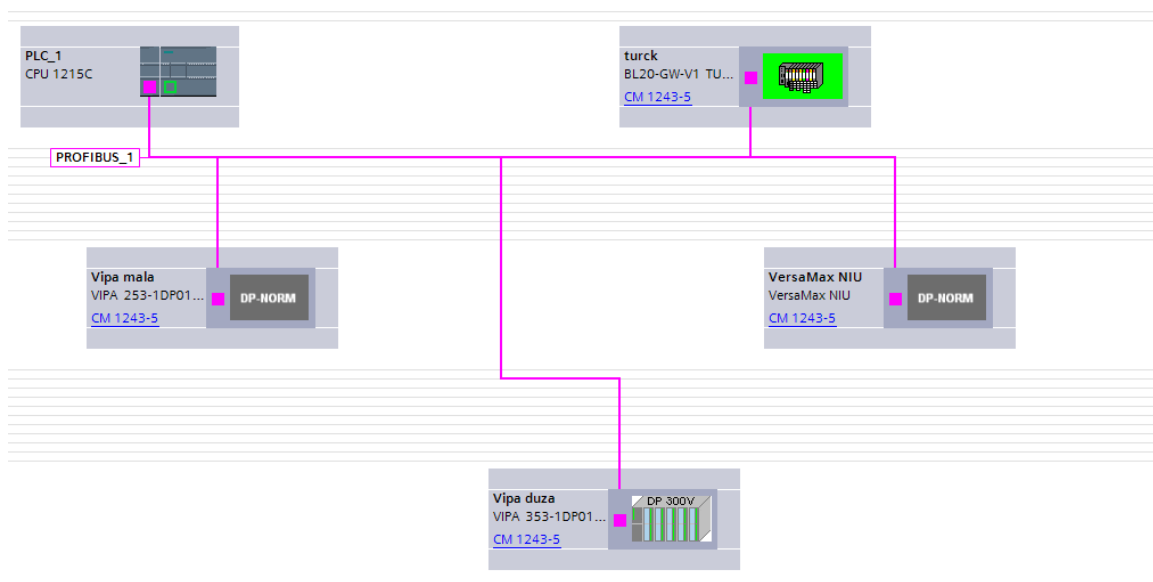 PLC_1
CPU 1215C
turck
BL20-GW-V1 TU...
CM 1243-5
PROFIBUS_1
Vipa mala
VIPA 253-1DP01...
CM 1243-5
DP-NORM
VersaMax NIU
VersaMax NIU
CM 1243-5
DP-NORM
Vipa duza
VIPA 353-1DP01...
CM 1243-5
DP 300V